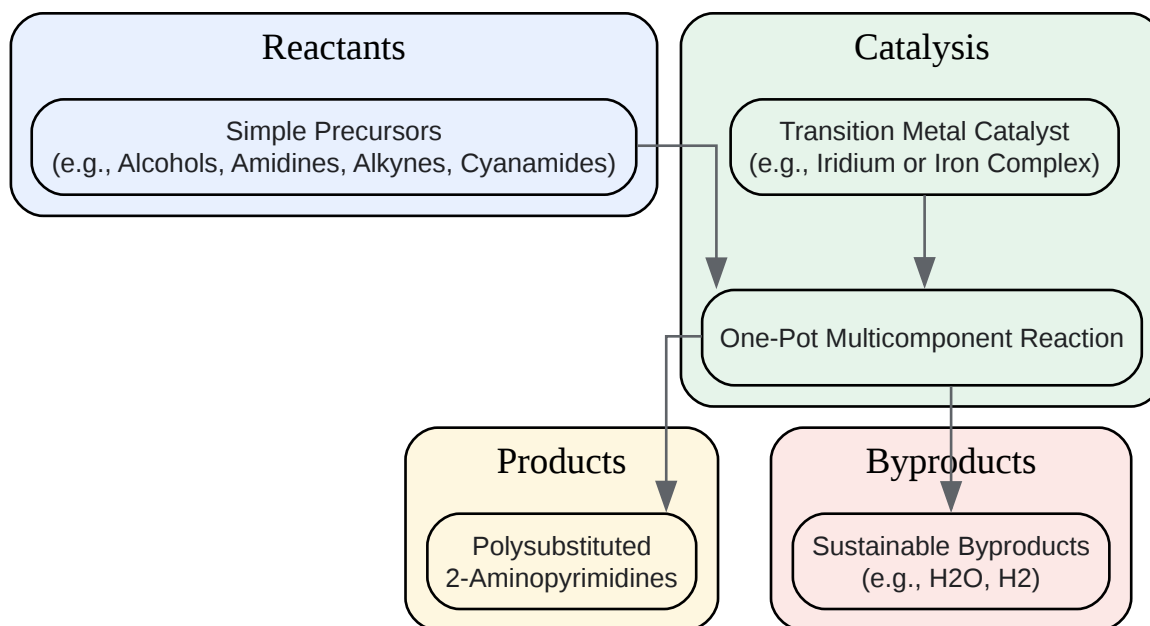 Reactants
Simple Precursors
(e.g., Alcohols, Amidines, Alkynes, Cyanamides)
Catalysis
Transition Metal Catalyst
(e.g., Iridium or Iron Complex)
One-Pot Multicomponent Reaction
Products
Polysubstituted
2-Aminopyrimidines
Byproducts
Sustainable Byproducts
(e.g., H2O, H2)